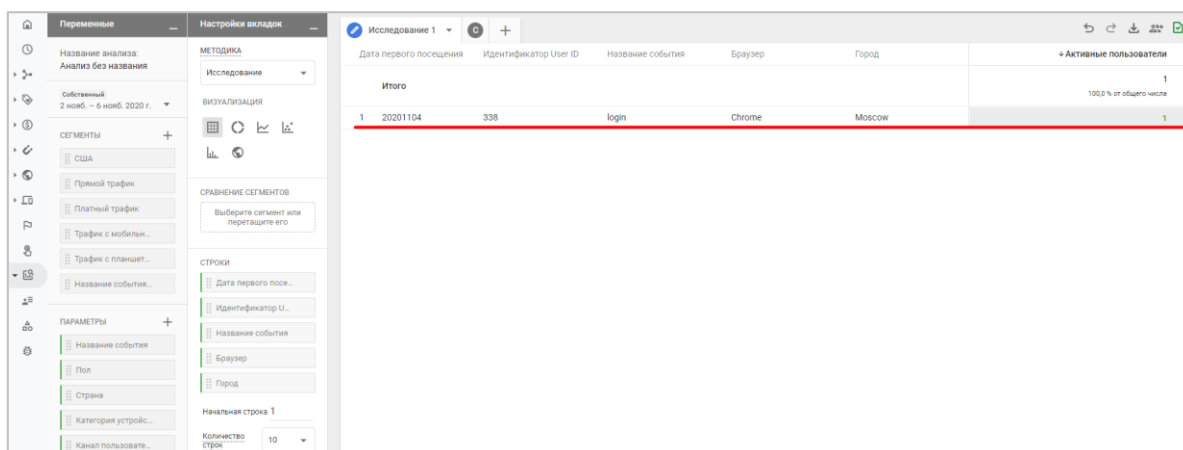 Переменные
Название анализа:
Анализ без названия
Собственный
2 нояб. – 6 нояб. 2020 г.
СЕГМЕНТЫ
США
Прямой трафик
Платный трафик
Трафик с мобильн...
Трафик с планшет...
Название события...
ПАРАМЕТРЫ
Название события
Пол
Страна
Категория устройс...
Канал пользовате...
Настройки вкладок
МЕТОДИКА
Исследование
ВИЗУАЛИЗАЦИЯ
СРАВНЕНИЕ СЕГМЕНТОВ
Выберите сегмент или
перетащите его
СТРОКИ
Дата первого посе...
Идентификатор U...
Название события
Браузер
Город
Начальная строка 1
Количество
строк
10
Исследование 1
C
Дата первого посещения Идентификатор User ID Название события Браузер Город Активные пользователи
Итого 1
100,0 % от общего числа
1 20201104 338 login Chrome Moscow 1